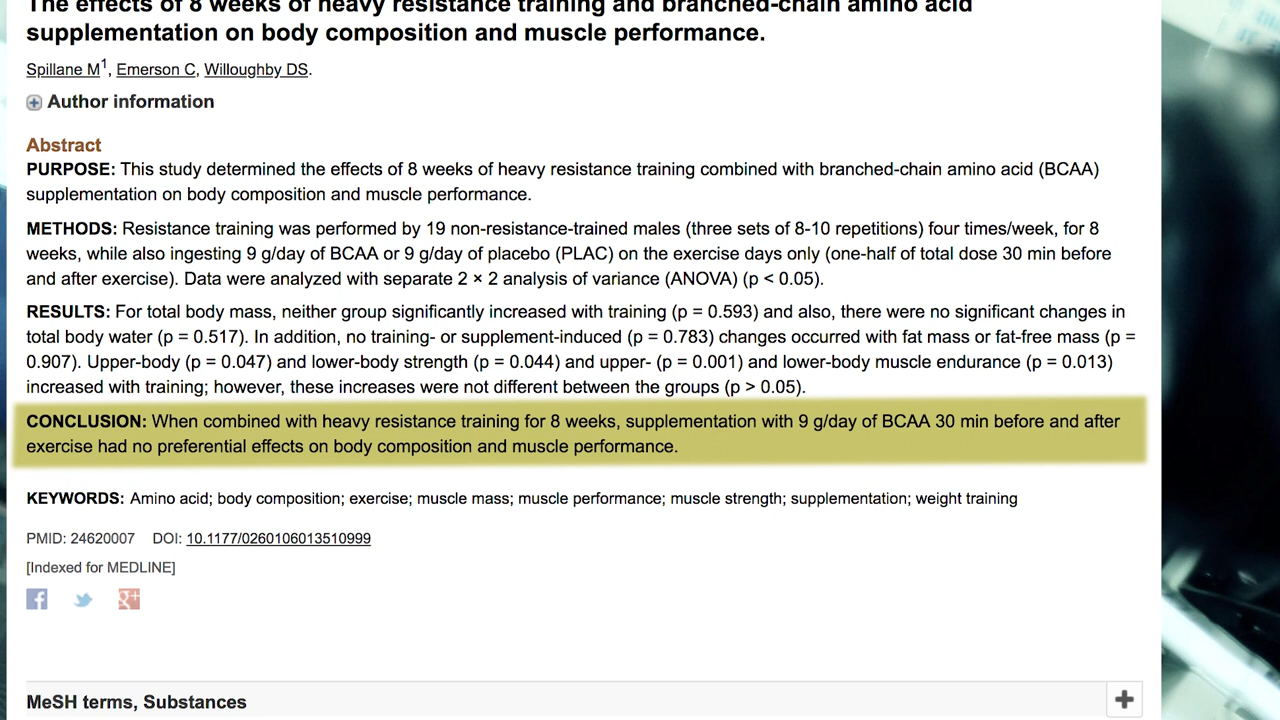 The effects of 8 weeks of heavy resistance training and branched-chain amino acid
supplementation on body composition and muscle performance.
Spillane M1, Emerson C, Willoughby DS.
Author information
Abstract
PURPOSE: This study determined the effects of 8 weeks of heavy resistance training combined with branched-chain amino acid (BCAA)
supplementation on body composition and muscle performance.
METHODS: Resistance training was performed by 19 non-resistance-trained males (three sets of 8-10 repetitions) four times/week, for 8
weeks, while also ingesting 9 g/day of BCAA or 9 g/day of placebo (PLAC) on the exercise days only (one-half of total dose 30 min before
and after exercise). Data were analyzed with separate 2 × 2 analysis of variance (ANOVA) (p < 0.05).
RESULTS: For total body mass, neither group significantly increased with training (p = 0.593) and also, there were no significant changes in
total body water (p = 0.517). In addition, no training- or supplement-induced (p = 0.783) changes occurred with fat mass or fat-free mass (p =
0.907). Upper-body (p = 0.047) and lower-body strength (p = 0.044) and upper- (p = 0.001) and lower-body muscle endurance (p = 0.013)
increased with training; however, these increases were not different between the groups (p > 0.05).
CONCLUSION: When combined with heavy resistance training for 8 weeks, supplementation with 9 g/day of BCAA 30 min before and after
exercise had no preferential effects on body composition and muscle performance.
KEYWORDS: Amino acid; body composition; exercise; muscle mass; muscle performance; muscle strength; supplementation; weight training
PMID: 24620007 DOI: 10.1177/0260106013510999
[Indexed for MEDLINE]
MeSH terms, Substances